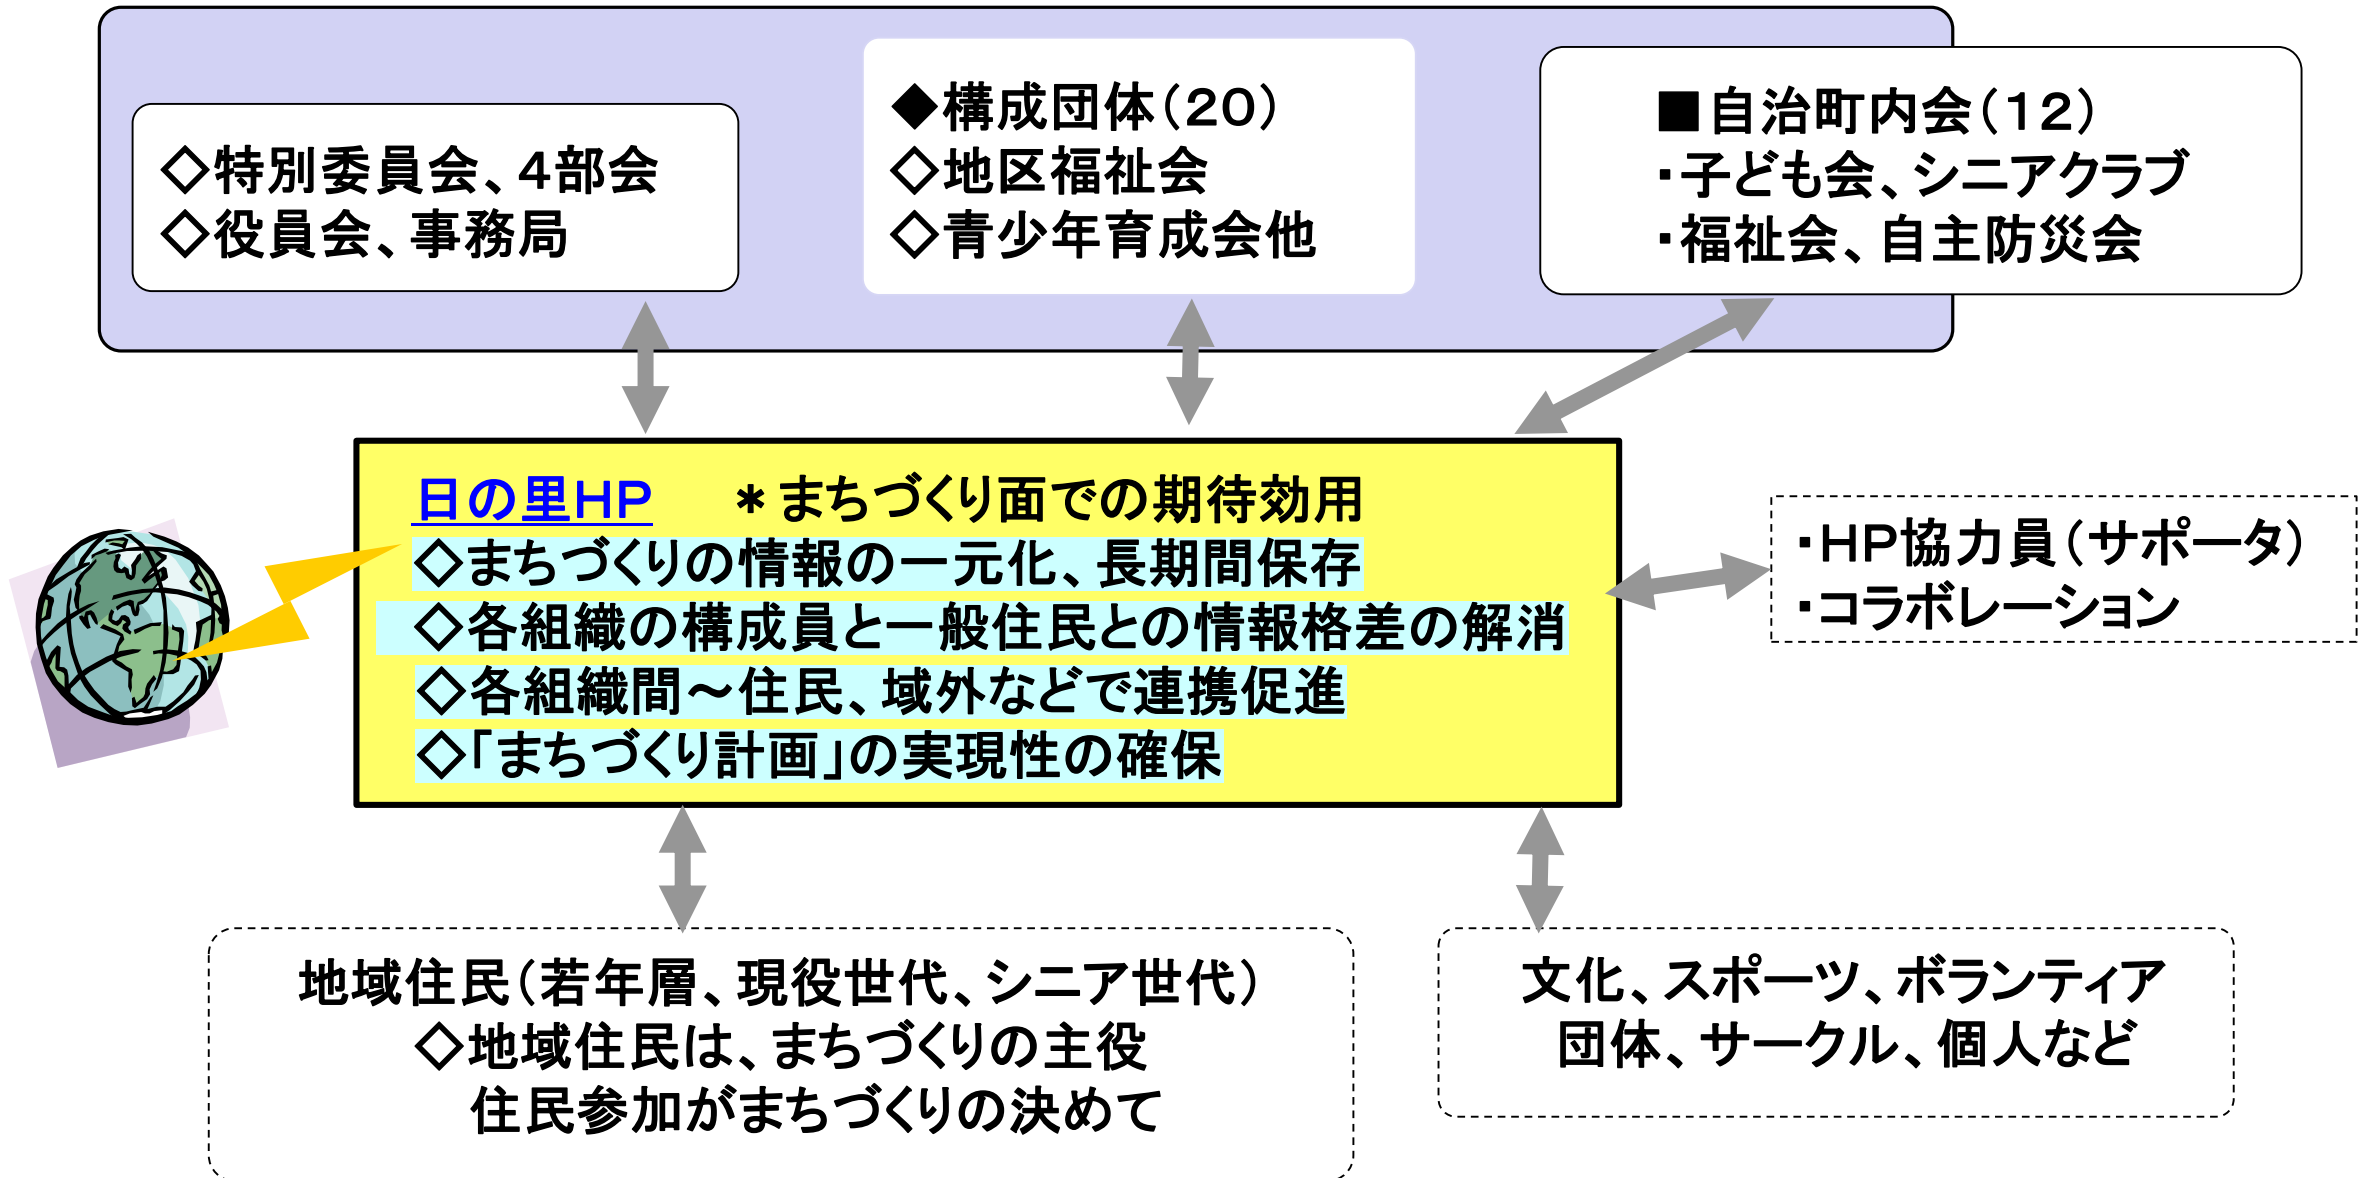 ◇特別委員会、4部会
◇役員会、事務局
◆構成団体（20）
◇地区福祉会
◇青少年育成会他
■自治町内会（12）
・子ども会、シニアクラブ
・福祉会、自主防災会
日の里HP　＊まちづくり面での期待効用
◇まちづくりの情報の一元化、長期間保存
◇各組織の構成員と一般住民との情報格差の解消
◇各組織間～住民、域外などで連携促進
◇「まちづくり計画」の実現性の確保
・HP協力員（サポータ）
・コラボレーション
地域住民（若年層、現役世代、シニア世代）
◇地域住民は、まちづくりの主役
住民参加がまちづくりの決めて
文化、スポーツ、ボランティア
団体、サークル、個人など